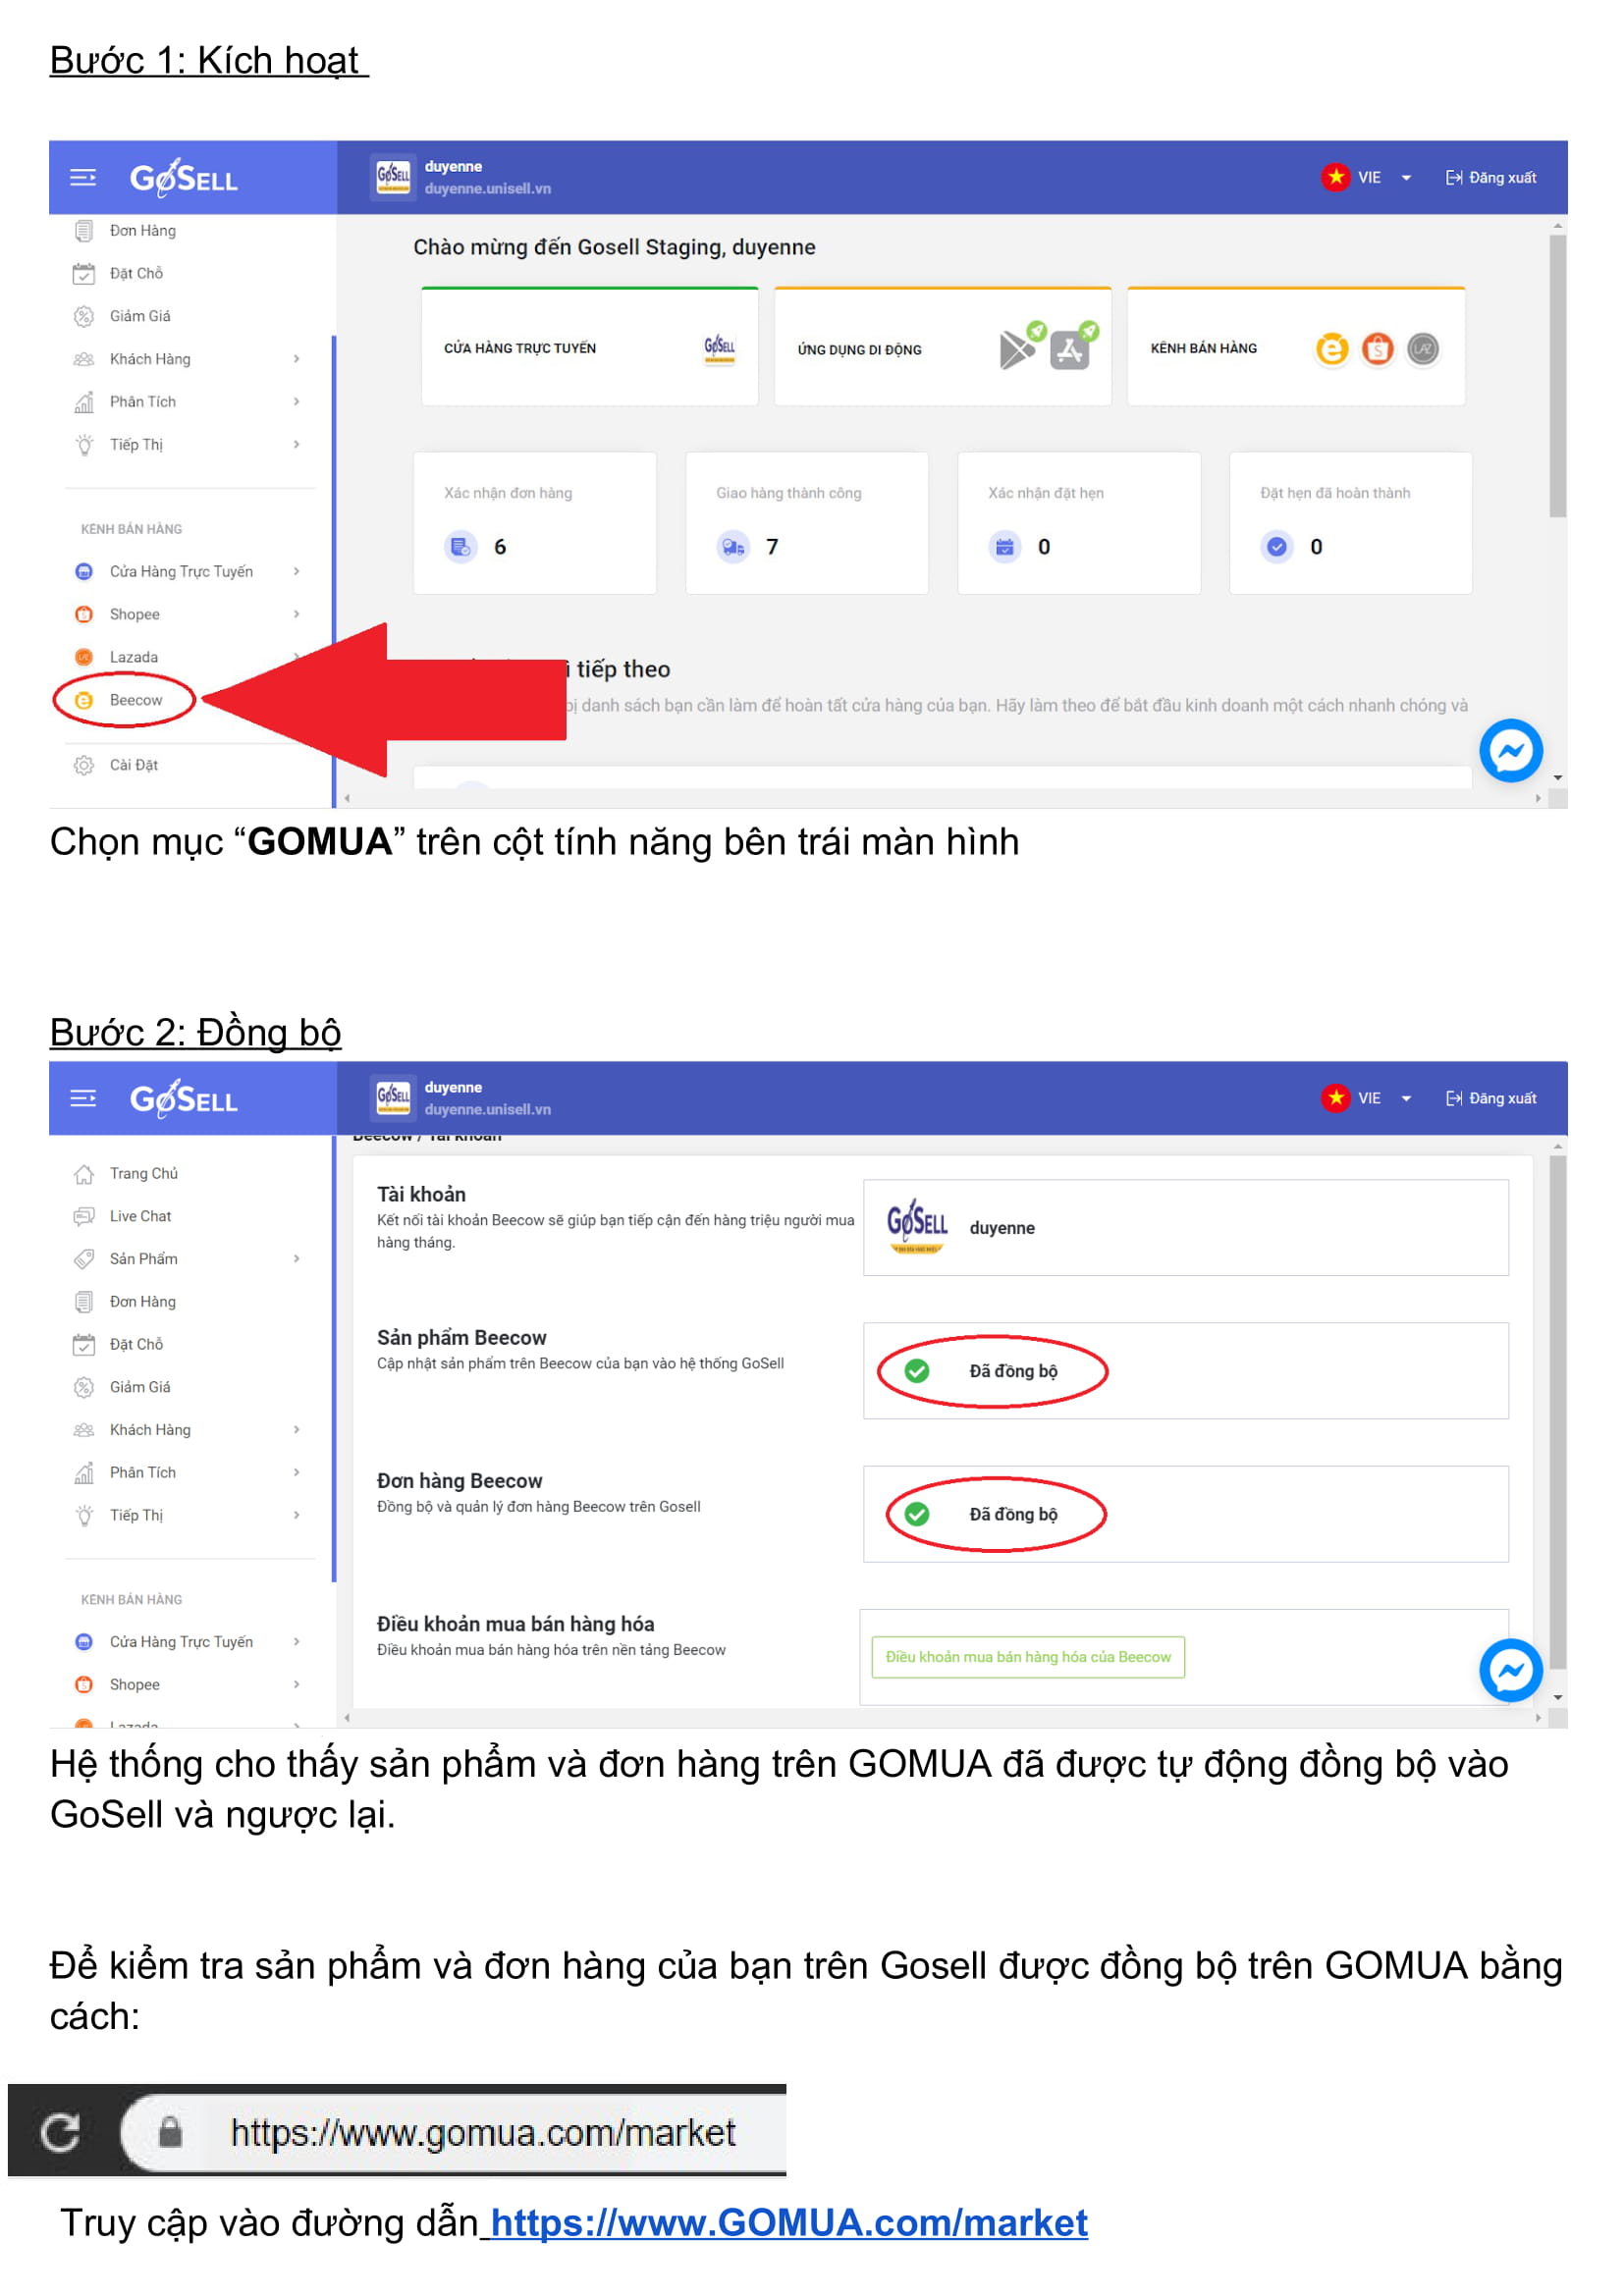 Bước 1: Kích hoạt
GoSELL
duyenne
duyenne.unisell.vn
VIE
Đăng xuất
Đơn Hàng
Đặt Chỗ
Giảm Giá
Khách Hàng
Phân Tích
Tiếp Thị
KÊNH BÁN HÀNG
Cửa Hàng Trực Tuyến
Shopee
Lazada
Beecow
Cài Đặt
Chào mừng đến Gosell Staging, duyenne
CỬA HÀNG TRỰC TUYẾN
GoSELL
ỨNG DỤNG DI ĐỘNG
KÊNH BÁN HÀNG
Xác nhận đơn hàng
6
Giao hàng thành công
7
Xác nhận đặt hẹn
0
Đặt hẹn đã hoàn thành
0
tiếp theo
bị danh sách bạn cần làm để hoàn tất cửa hàng của bạn. Hãy làm theo để bắt đầu kinh doanh một cách nhanh chóng và
Chọn mục “GOMUA” trên cột tính năng bên trái màn hình
Bước 2: Đồng bộ
GoSELL
duyenne
duyenne.unisell.vn
VIE
Đăng xuất
Trang Chủ
Live Chat
Sản Phẩm
Đơn Hàng
Đặt Chỗ
Giảm Giá
Khách Hàng
Phân Tích
Tiếp Thị
KÊNH BÁN HÀNG
Cửa Hàng Trực Tuyến
Shopee
Lazada
Beecow / Tài khoản
Tài khoản
Kết nối tài khoản Beecow sẽ giúp bạn tiếp cận đến hàng triệu người mua
hàng tháng.
GoSELL
duyenne
Sản phẩm Beecow
Cập nhật sản phẩm trên Beecow của bạn vào hệ thống GoSell
Đã đồng bộ
Đơn hàng Beecow
Đồng bộ và quản lý đơn hàng Beecow trên Gosell
Đã đồng bộ
Điều khoản mua bán hàng hóa
Điều khoản mua bán hàng hóa trên nền tảng Beecow
Điều khoản mua bán hàng hóa của Beecow
Hệ thống cho thấy sản phẩm và đơn hàng trên GOMUA đã được tự động đồng bộ vào
GoSell và ngược lại.
Để kiểm tra sản phẩm và đơn hàng của bạn trên Gosell được đồng bộ trên GOMUA bằng
cách:
https://www.gomua.com/market
Truy cập vào đường dẫn https://www.GOMUA.com/market